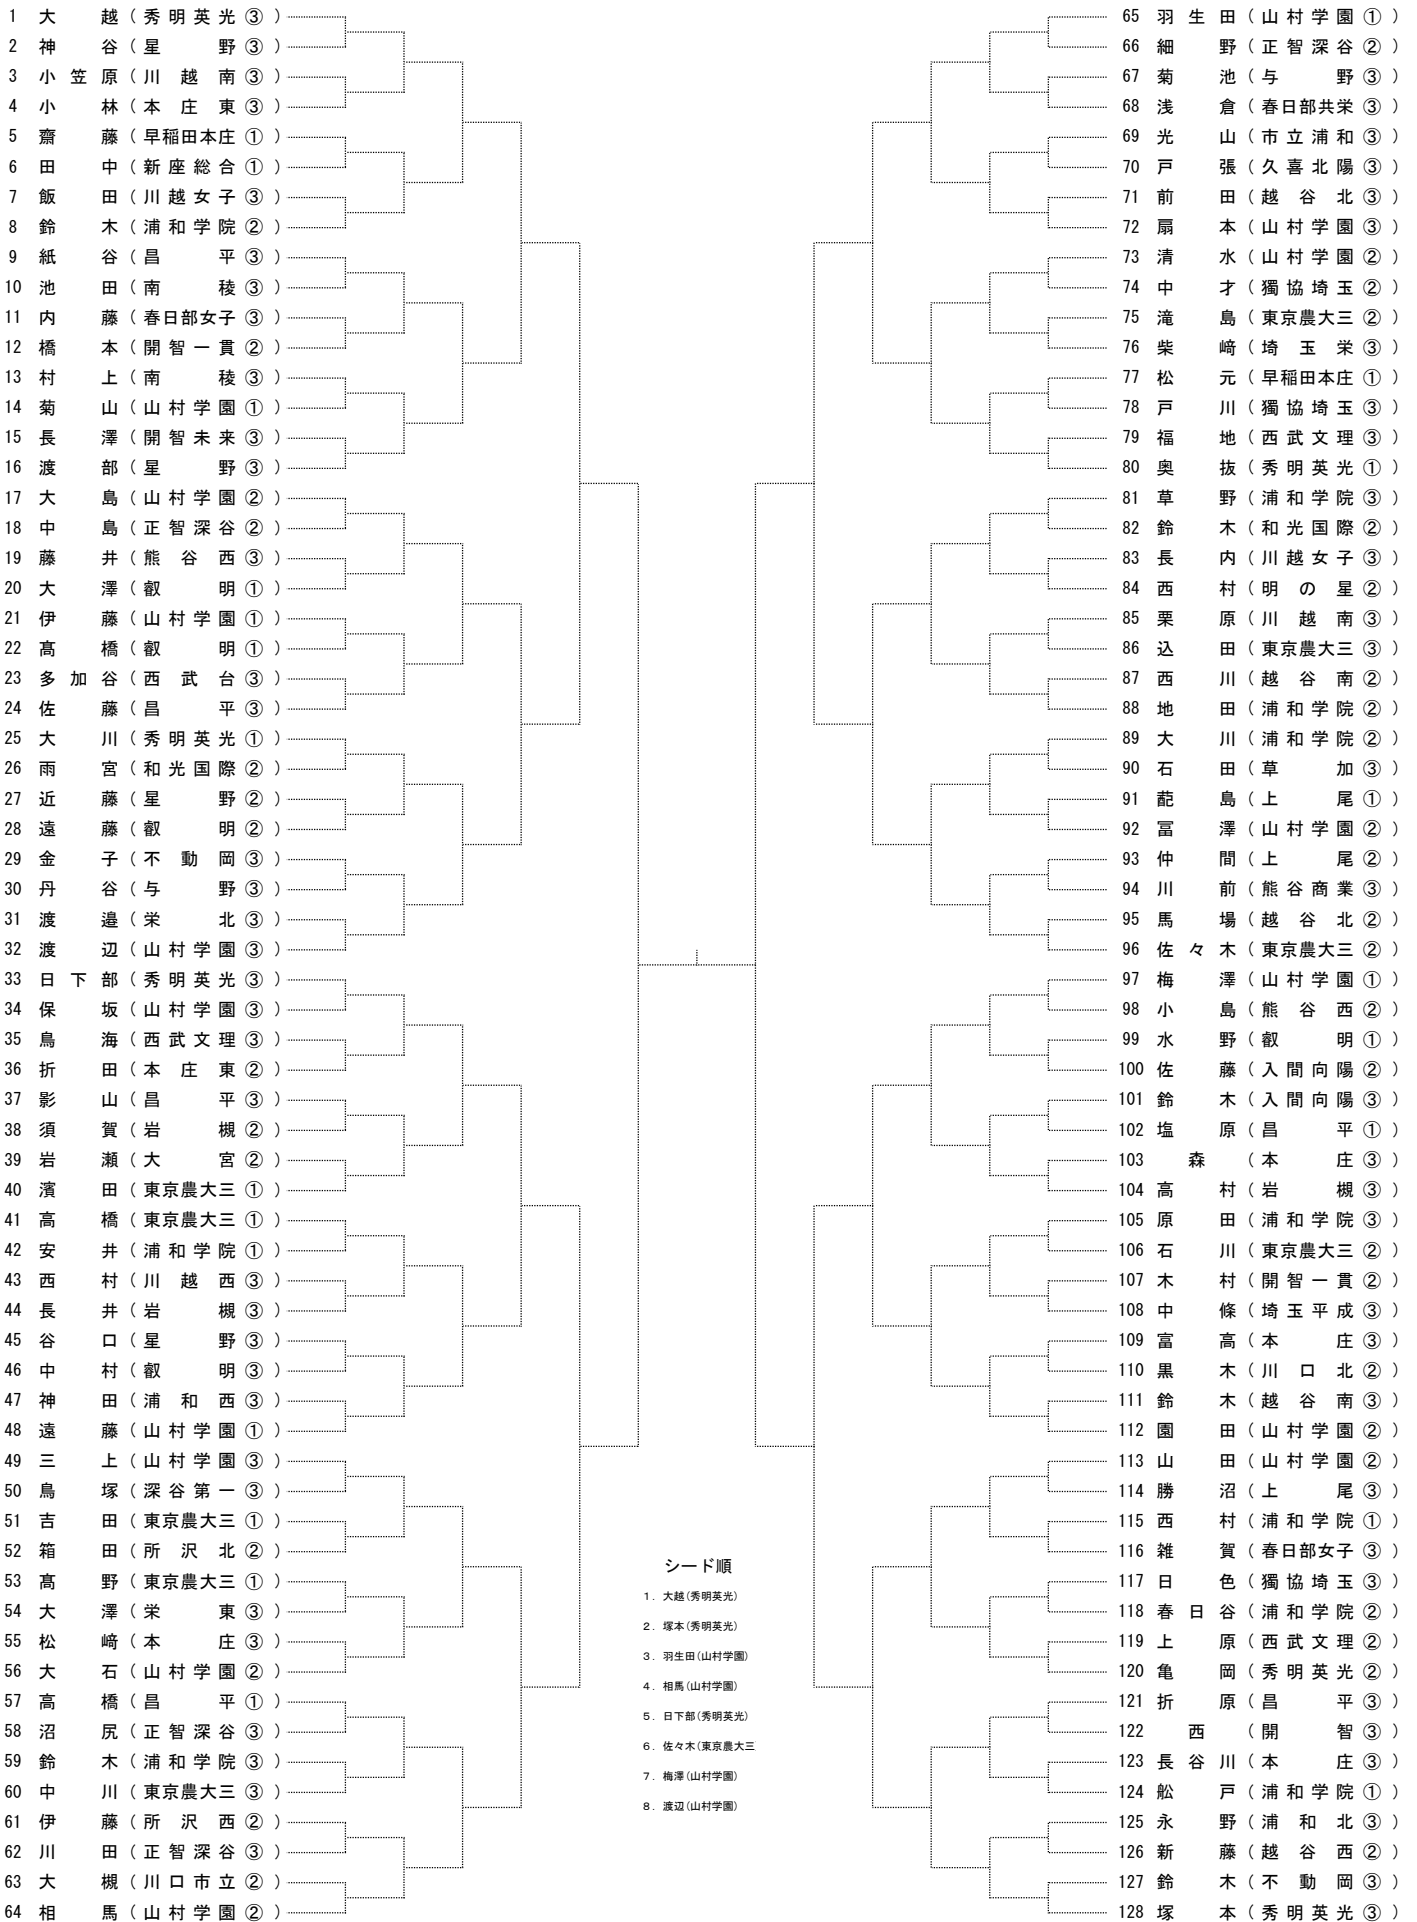 1 大越(秀明英光③)
2 神谷(星野③)
3 小笠原(川越南③)
4 小林(本庄東③)
5 齋藤(早稲田本庄①)
6 田中(新座総合①)
7 飯田(川越女子③)
8 鈴木(浦和学院②)
9 紙谷(昌平③)
10 池田(南稜③)
11 内藤(春日部女子③)
12 橋本(開智一貫②)
13 村上(南稜③)
14 菊山(山村学園①)
15 長澤(開智未来③)
16 渡部(星野③)
17 大島(山村学園②)
18 中島(正智深谷②)
19 藤井(熊谷西③)
20 大澤(叡明①)
21 伊藤(山村学園①)
22 髙橋(叡明①)
23 多加谷(西武台③)
24 佐藤(昌平③)
25 大川(秀明英光①)
26 雨宮(和光国際②)
27 近藤(星野②)
28 遠藤(叡明②)
29 金子(不動岡③)
30 丹谷(与野③)
31 渡邉(栄北③)
32 渡辺(山村学園③)
33 日下部(秀明英光③)
34 保坂(山村学園③)
35 鳥海(西武文理③)
36 折田(本庄東②)
37 影山(昌平③)
38 須賀(岩槻②)
39 岩瀬(大宮②)
40 濱田(東京農大三①)
41 高橋(東京農大三①)
42 安井(浦和学院①)
43 西村(川越西③)
44 長井(岩槻③)
45 谷口(星野③)
46 中村(叡明③)
47 神田(浦和西③)
48 遠藤(山村学園①)
49 三上(山村学園③)
50 鳥塚(深谷第一③)
51 吉田(東京農大三①)
52 箱田(所沢北②)
53 髙野(東京農大三①)
54 大澤(栄東③)
55 松﨑(本庄③)
56 大石(山村学園②)
57 高橋(昌平①)
58 沼尻(正智深谷③)
59 鈴木(浦和学院③)
60 中川(東京農大三③)
61 伊藤(所沢西②)
62 川田(正智深谷③)
63 大槻(川口市立②)
64 相馬(山村学園②)
シード順
1. 大越(秀明英光)
2. 塚本(秀明英光)
3. 羽生田(山村学園)
4. 相馬(山村学園)
5. 日下部(秀明英光)
6. 佐々木(東京農大三
7. 梅澤(山村学園)
8. 渡辺(山村学園)
65 羽生田(山村学園①)
66 細野(正智深谷②)
67 菊池(与野③)
68 浅倉(春日部共栄③)
69 光山(市立浦和③)
70 戸張(久喜北陽③)
71 前田(越谷北③)
72 扇本(山村学園③)
73 清水(山村学園②)
74 中才(獨協埼玉②)
75 滝島(東京農大三②)
76 柴﨑(埼玉栄③)
77 松元(早稲田本庄①)
78 戸川(獨協埼玉③)
79 福地(西武文理③)
80 奥抜(秀明英光①)
81 草野(浦和学院③)
82 鈴木(和光国際②)
83 長内(川越女子③)
84 西村(明の星②)
85 栗原(川越南③)
86 込田(東京農大三③)
87 西川(越谷南②)
88 地田(浦和学院②)
89 大川(浦和学院②)
90 石田(草加③)
91 蓜島(上尾①)
92 冨澤(山村学園②)
93 仲間(上尾②)
94 川前(熊谷商業③)
95 馬場(越谷北②)
96 佐々木(東京農大三②)
97 梅澤(山村学園①)
98 小島(熊谷西②)
99 水野(叡明①)
100 佐藤(入間向陽②)
101 鈴木(入間向陽③)
102 塩原(昌平①)
103 森(本庄③)
104 高村(岩槻③)
105 原田(浦和学院③)
106 石川(東京農大三②)
107 木村(開智一貫②)
108 中條(埼玉平成③)
109 富高(本庄③)
110 黒木(川口北②)
111 鈴木(越谷南③)
112 園田(山村学園②)
113 山田(山村学園②)
114 勝沼(上尾③)
115 西村(浦和学院①)
116 雑賀(春日部女子③)
117 日色(獨協埼玉③)
118 春日谷(浦和学院②)
119 上原(西武文理②)
120 亀岡(秀明英光②)
121 折原(昌平③)
122 西(開智③)
123 長谷川(本庄③)
124 舩戸(浦和学院①)
125 永野(浦和北③)
126 新藤(越谷西②)
127 鈴木(不動岡③)
128 塚本(秀明英光③)